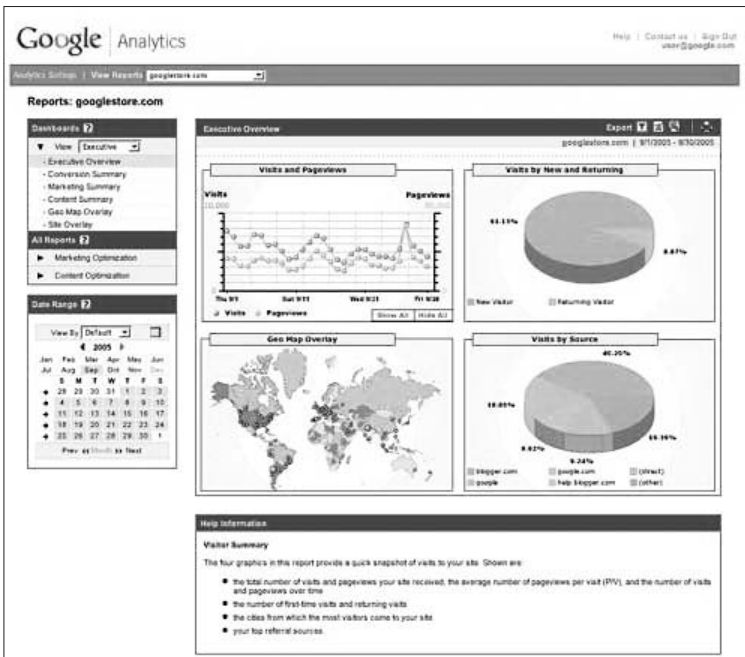 Google Analytics
Help | Contact us | Sign Out
user@google.com
Analytics Settings | View Reports googlestore.com
Reports: googlestore.com
Dashboards ?
View Executive
- Executive Overview
- Conversion Summary
- Marketing Summary
- Content Summary
- Geo Map Overlay
- Site Overlay
All Reports ?
Marketing Optimization
Content Optimization
Date Range ?
View By Default
2005
Jan Feb Mar Apr May Jun
Jul Aug Sep Oct Nov Dec
S M T W T F S
28 29 30 31 1 2 3
4 5 6 7 8 9 10
11 12 13 14 15 16 17
18 19 20 21 22 23 24
25 26 27 28 29 30 1
Prev Month Next
Executive Overview
Export
googlestore.com | 9/1/2005 - 9/30/2005
Visits and Pageviews
Visits Pageviews
10,000
0 0
Thu 9/1 Sun 9/11 Wed 9/21 Fri 9/30
Visits Pageviews Show All Hide All
Visits by New and Returning
8.87%
New Visitor Returning Visitor
Geo Map Overlay
Visits by Source
9.24%
blogger.com google.com (direct)
google help.blogger.com (other)
Help Information
Visitor Summary
The four graphics in this report provide a quick snapshot of visits to your site. Shown are:
• the total number of visits and pageviews your site received, the average number of pageviews per visit (P/V), and the number of visits
and pageviews over time
• the number of first-time visits and returning visits
• the cities from which the most visitors come to your site
• your top referral sources.